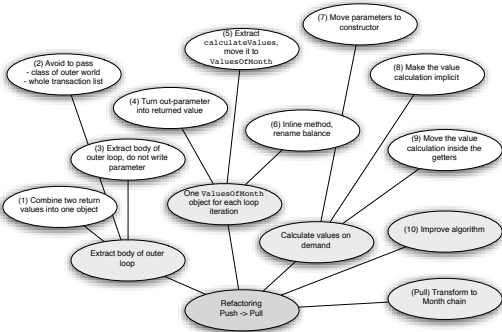 (7) Move parameters to
constructor
(5) Extract
calculateValues,
move it to
ValuesOfMonth
(2) Avoid to pass
- class of outer world
- whole transaction list
(8) Make the value
calculation implicit
(4) Turn out-parameter
into returned value
(6) Inline method,
rename balance
(9) Move the value
calculation inside the
getters
(3) Extract body of
outer loop, do not write
parameter
(1) Combine two return
values into one object
One ValuesOfMonth
object for each loop
iteration
Calculate values on
demand
(10) Improve algorithm
Extract body of outer
loop
(Pull) Transform to
Month chain
Refactoring
Push -> Pull